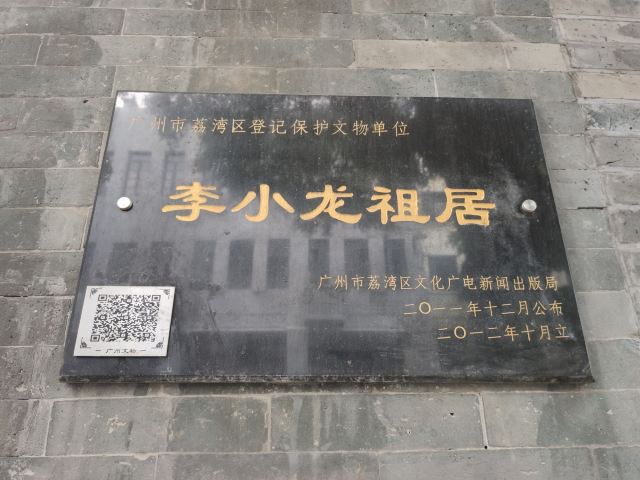 广州市荔湾区登记保护文物单位
李小龙祖居
广州市荔湾区文化广电新闻出版局
二〇一一年十二月公布
二〇一二年十月立
广州文物